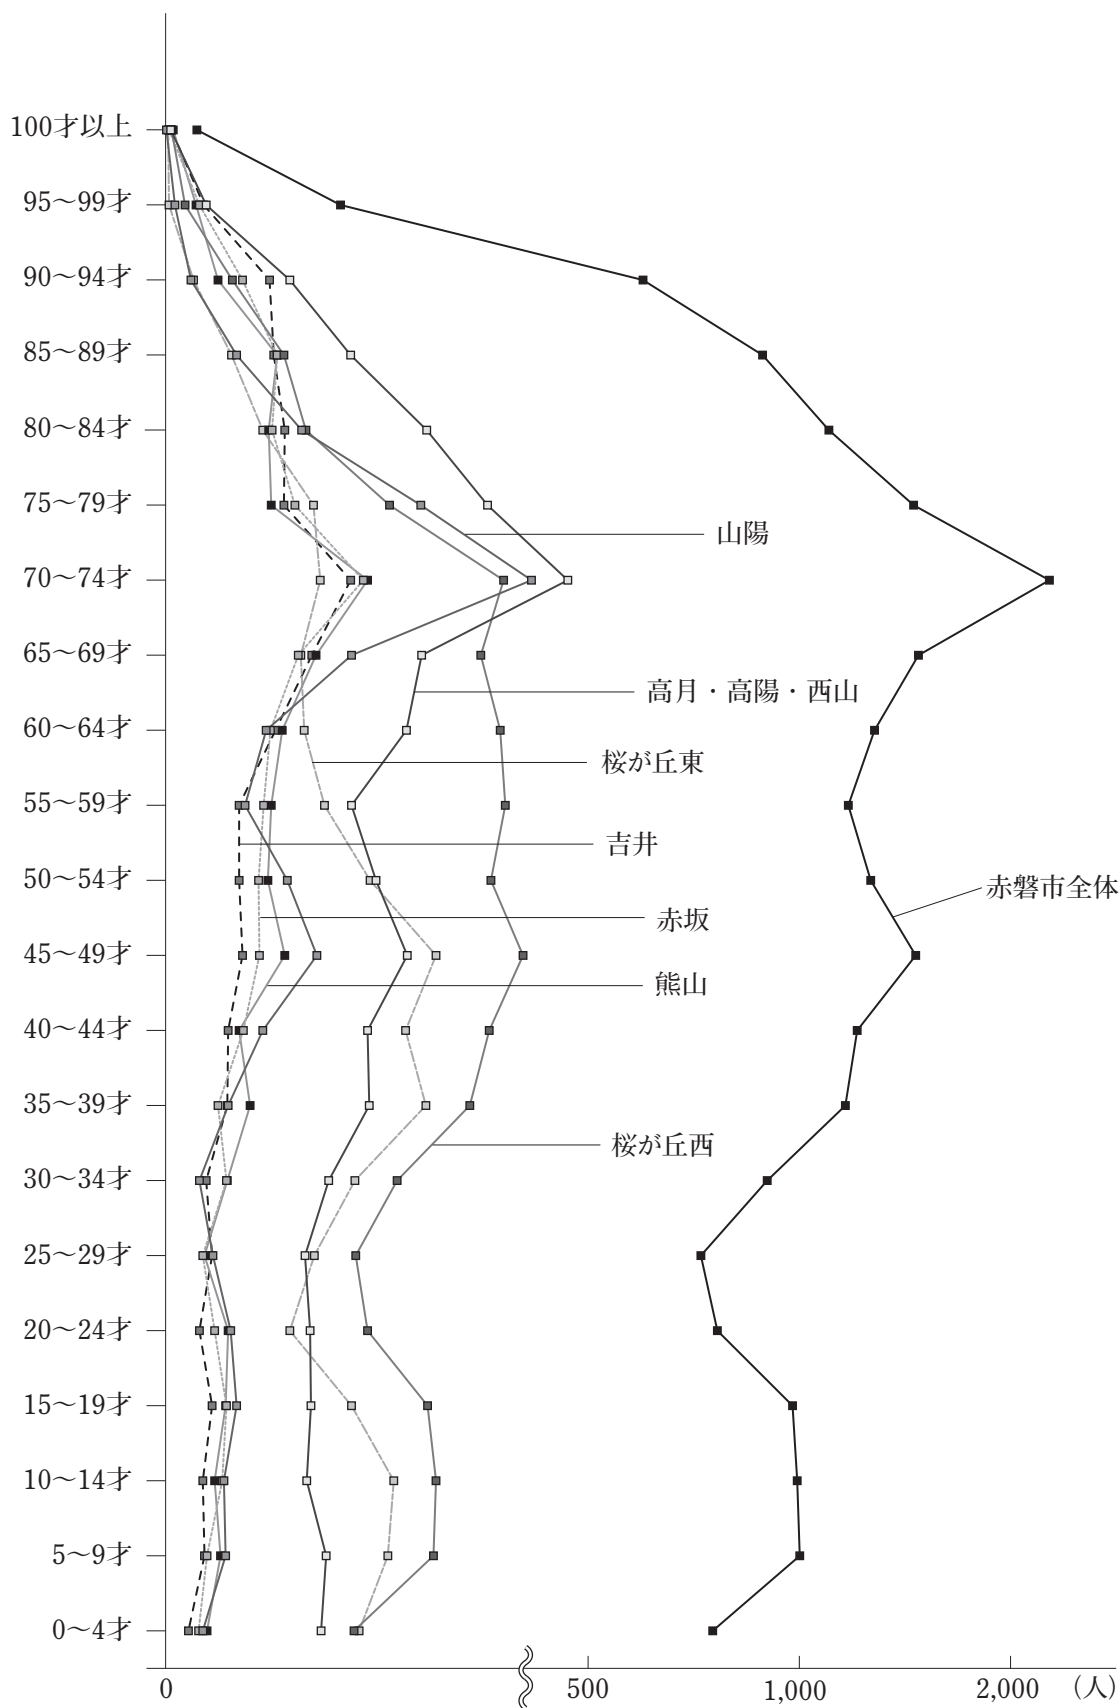 100才以上
95～99才
90～94才
85～89才
80～84才
75～79才
山陽
70～74才
65～69才
高月・高陽・西山
60～64才
桜が丘東
55～59才
吉井
50～54才
赤磐市全体
赤坂
45～49才
熊山
40～44才
35～39才
桜が丘西
30～34才
25～29才
20～24才
15～19才
10～14才
5～9才
0～4才
0 500 1,000 2,000 （人）